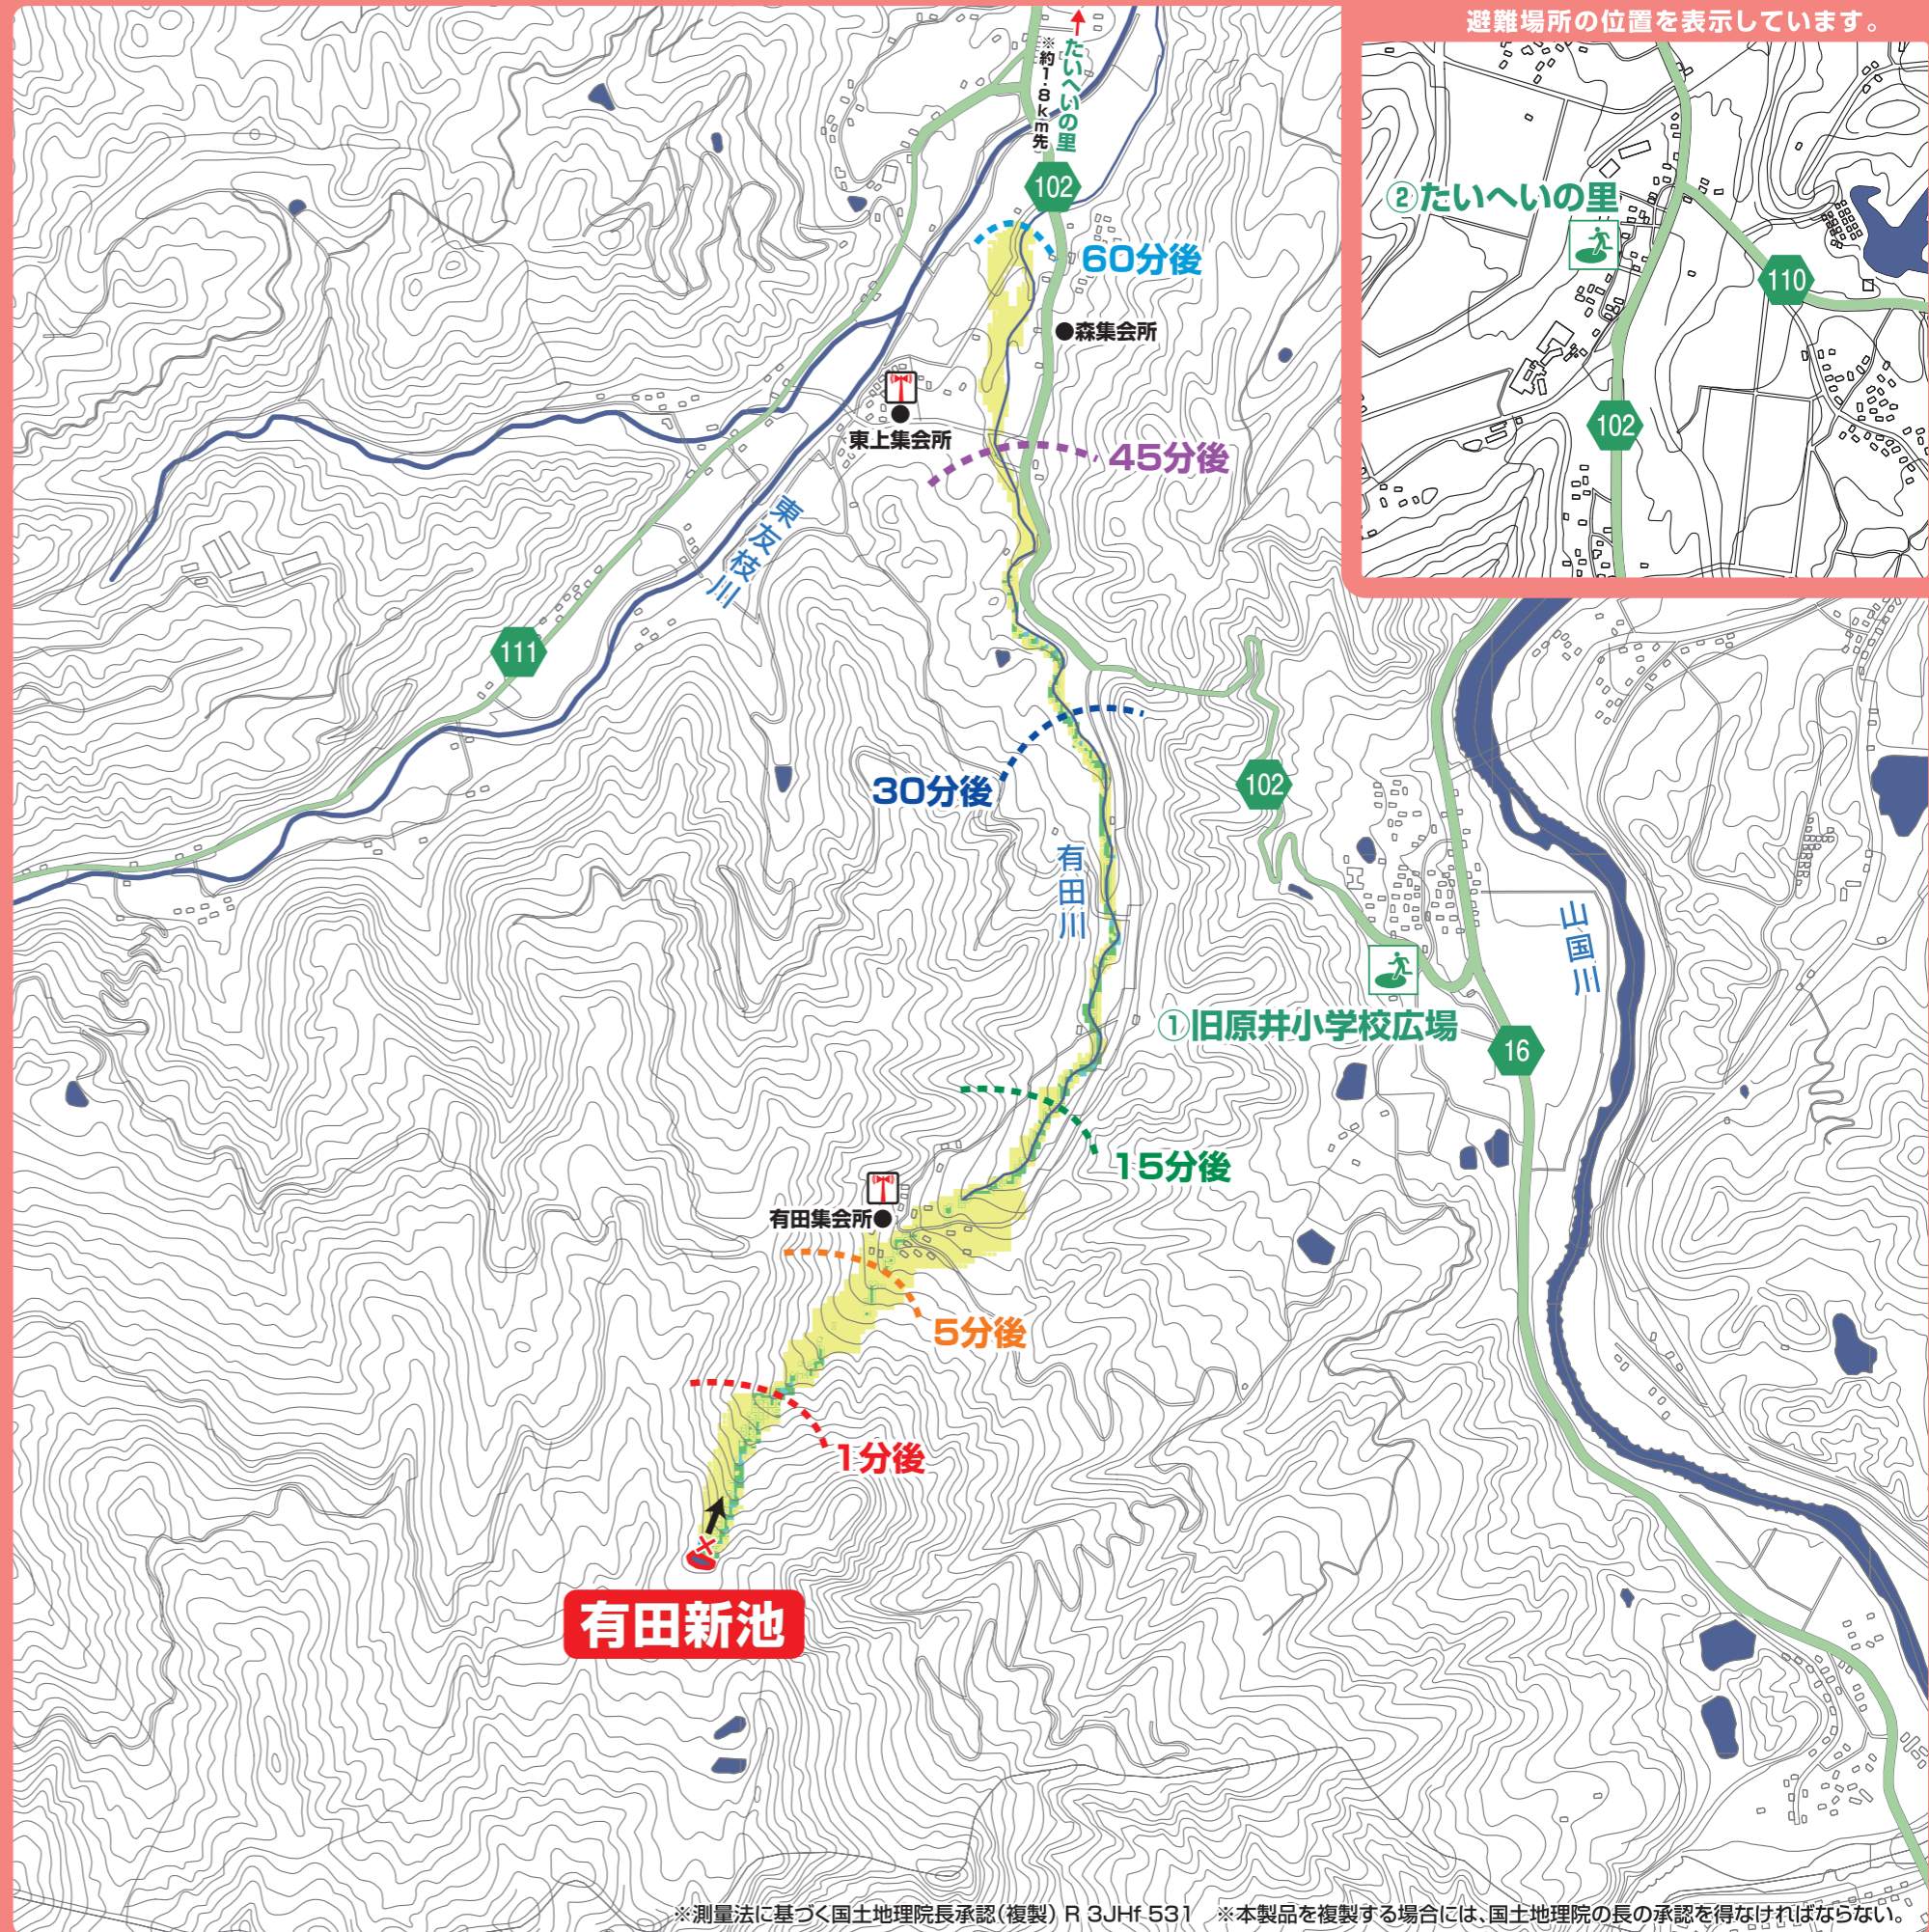 避難場所の位置を表示しています。
たいへいの里
※約1.8km先
102
②たいへいの里
110
102
60分後
●森集会所
東上集会所
45分後
東友枝川
111
30分後
102
有田川
山国川
①旧原井小学校広場
16
15分後
有田集会所●
5分後
1分後
有田新池
※測量法に基づく国土地理院長承認(複製) R 3JHf 531 ※本製品を複製する場合には、国土地理院の長の承認を得なければならない。